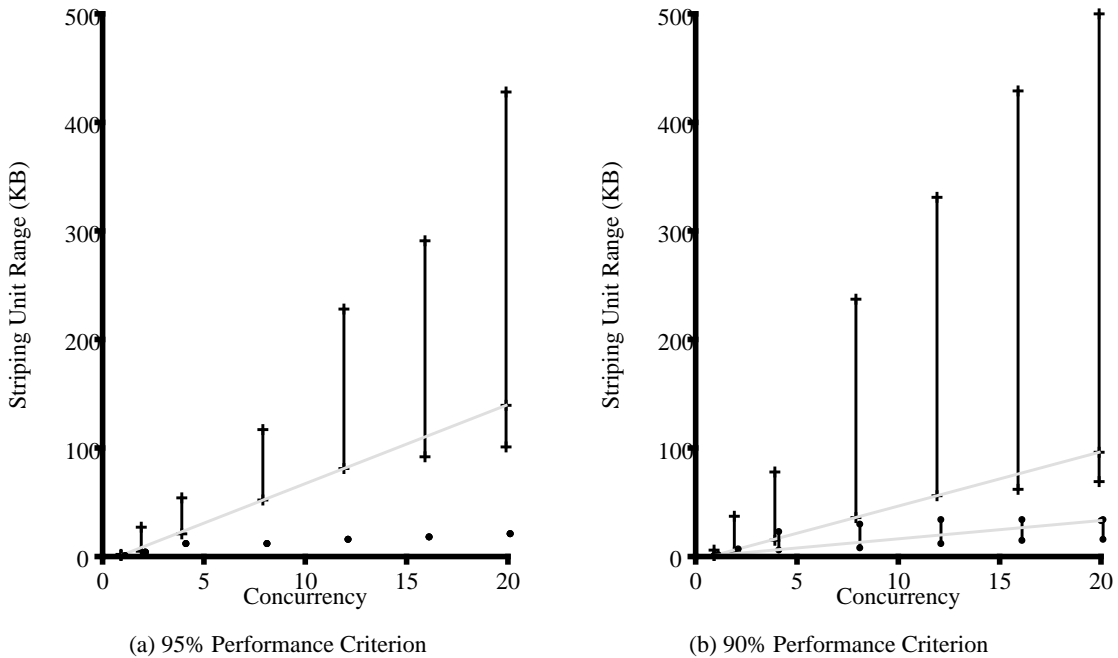 500
400
300
200
100
0
Striping Unit Range (KB)
0 5 10 15 20
Concurrency
(a) 95% Performance Criterion
500
400
300
200
100
0
Striping Unit Range (KB)
0 5 10 15 20
Concurrency
(b) 90% Performance Criterion